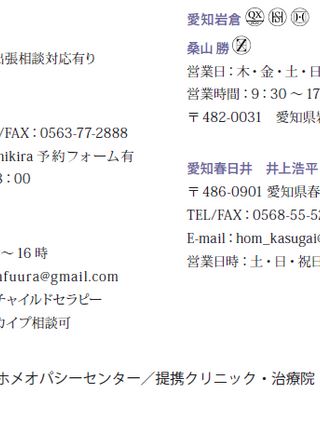 出張相談対応有り
/FAX：0563-77-2888
nikira 予約フォーム有
8：00
～ 16 時
afuura@gmail.com
チャイルドセラピー
カイプ相談可
愛知岩倉 QX HSI
桑山 勝 Z
営業日：木・金・土・日
営業時間：9：30 ～ 17
〒482-0031 愛知県岩
愛知春日井 井上浩平
〒486-0901 愛知県春
TEL/FAX：0568-55-52
E-mail：hom_kasugai@
営業日時：土・日・祝日
ホメオパシーセンター／提携クリニック・治療院